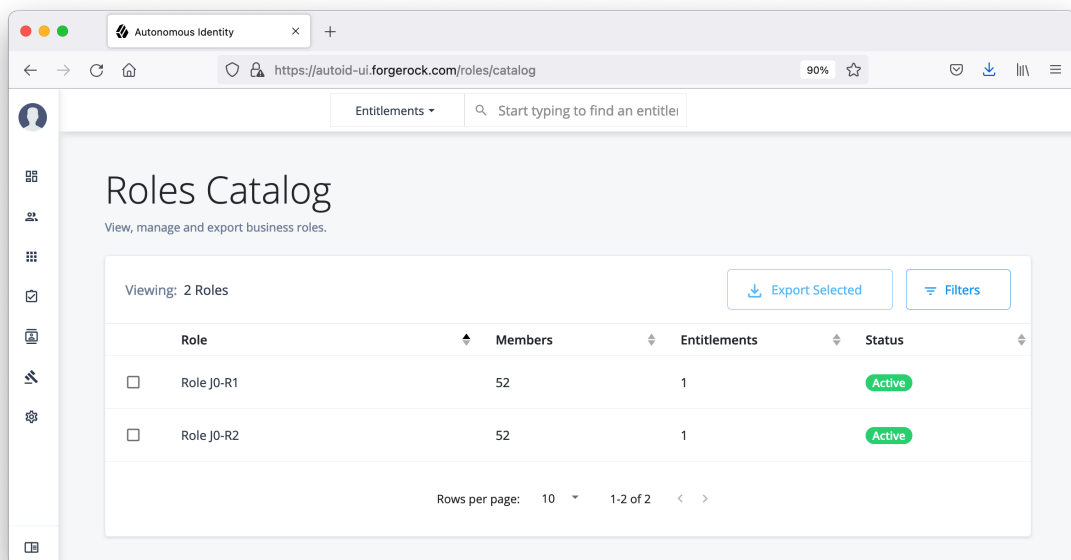 Autonomous Identity
https://autoid-ui.forgerock.com/roles/catalog
90%
Entitlements
Start typing to find an entitle
Roles Catalog
View, manage and export business roles.
Viewing: 2 Roles
Export Selected
Filters
Role Members Entitlements Status
Role J0-R1 52 1 Active
Role J0-R2 52 1 Active
Rows per page: 10 1-2 of 2